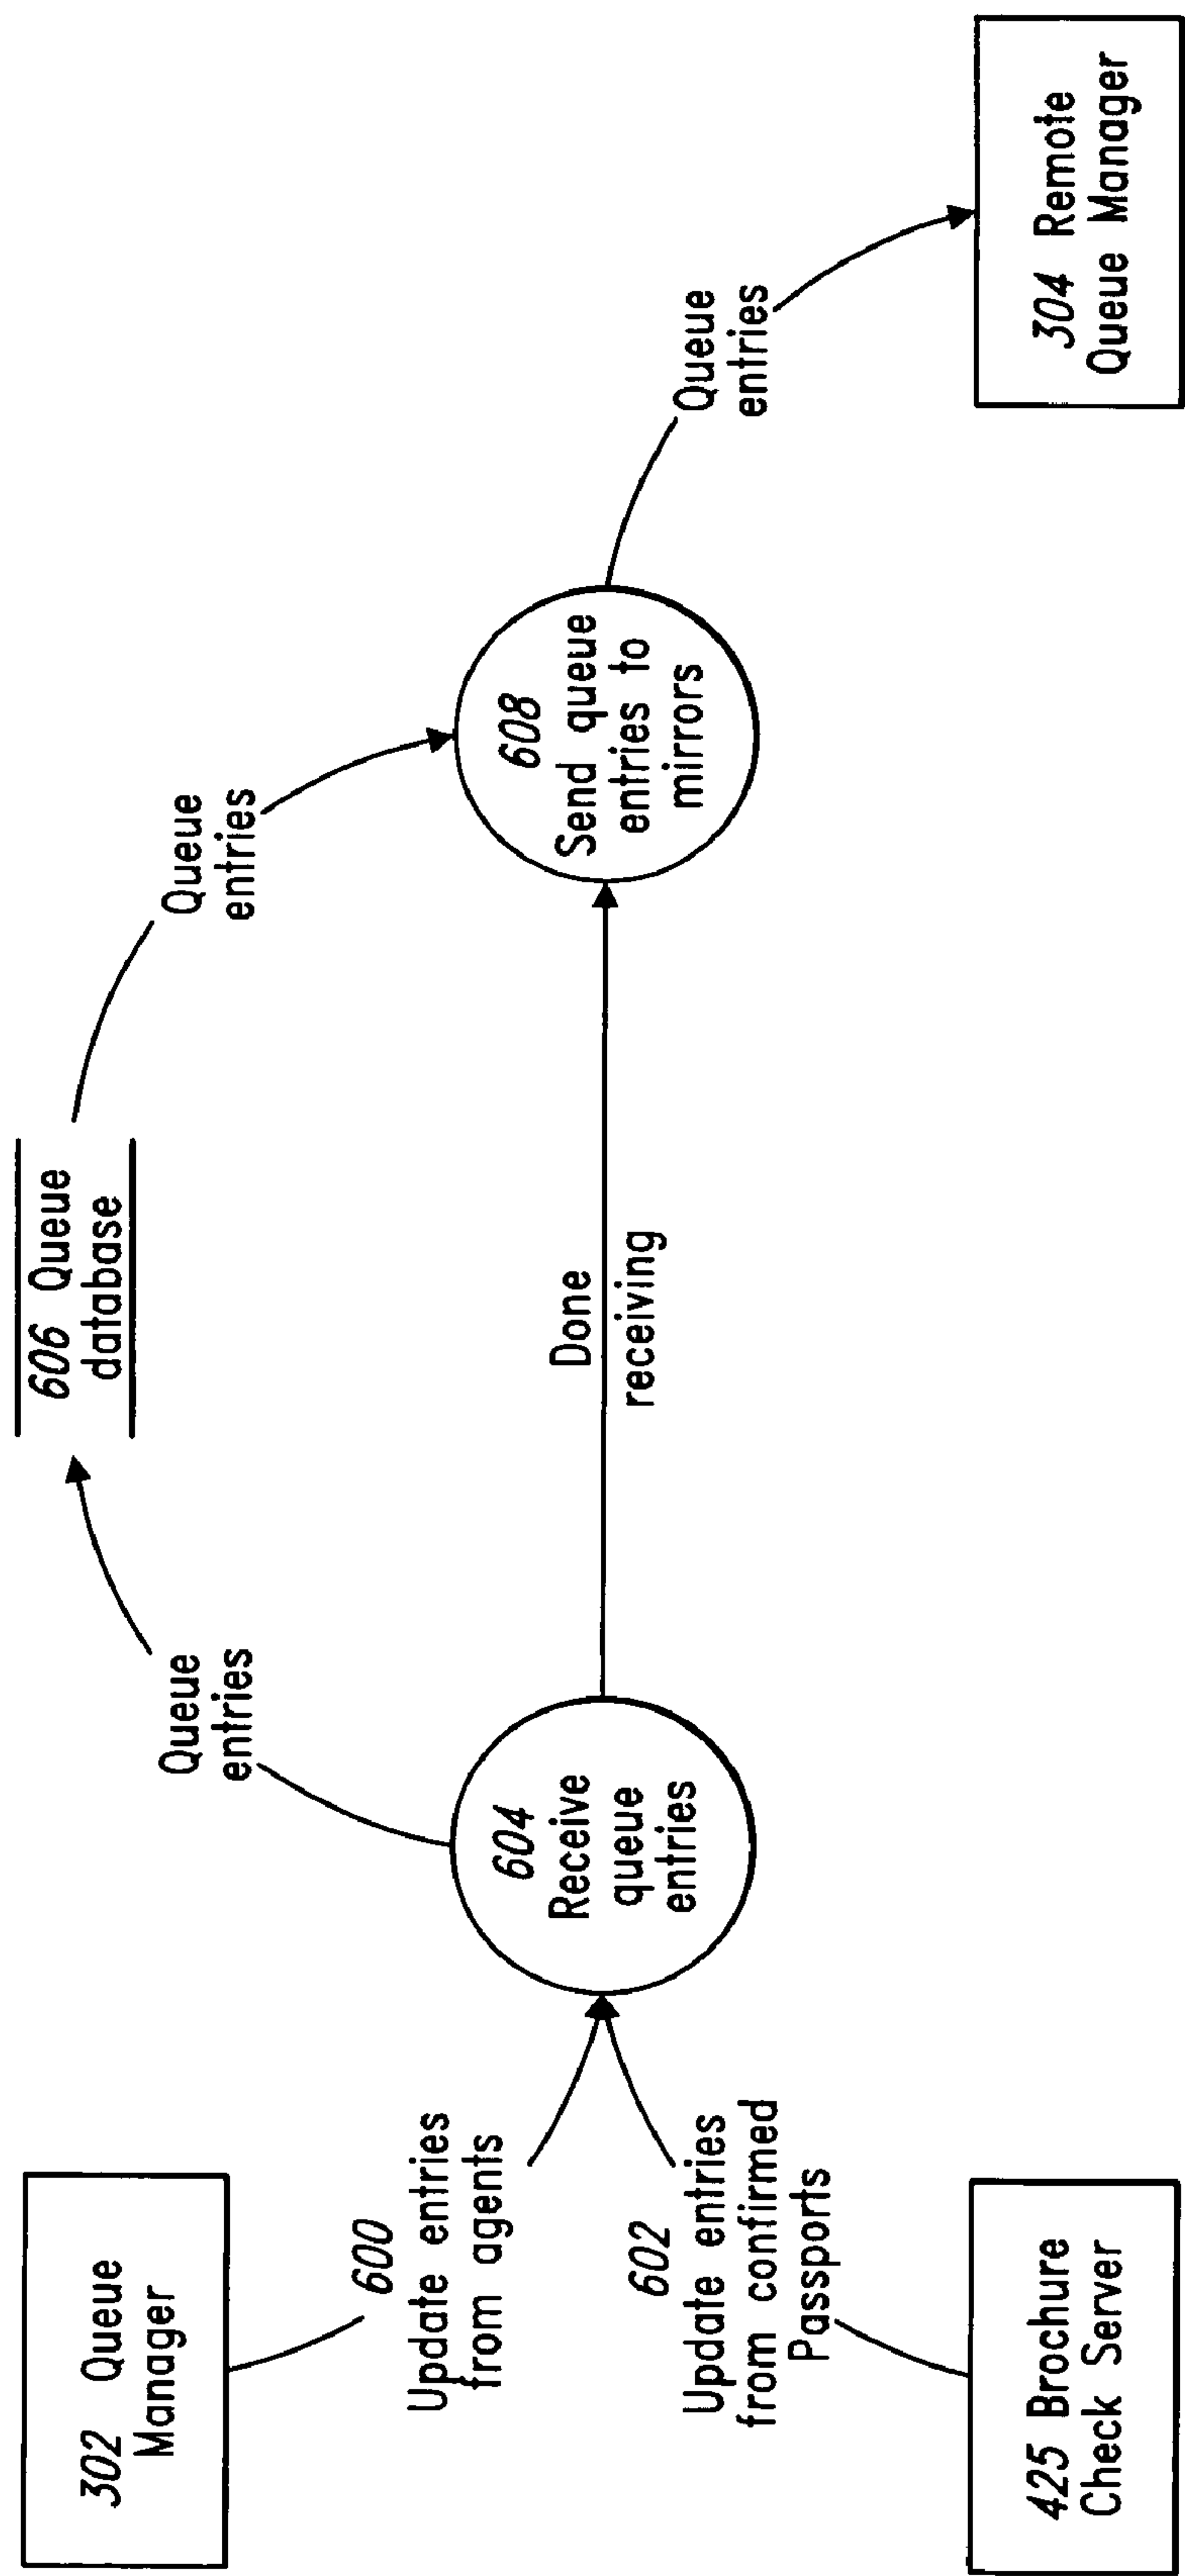 302 Queue
Manager
600
Update entries
from agents
602
Update entries
from confirmed
Passports
425 Brochure
Check Server
604
Receive
queue
entries
Queue
entries
606 Queue
database
Done
receiving
Queue
entries
608
Send queue
entries to
mirrors
Queue
entries
304 Remote
Queue Manager